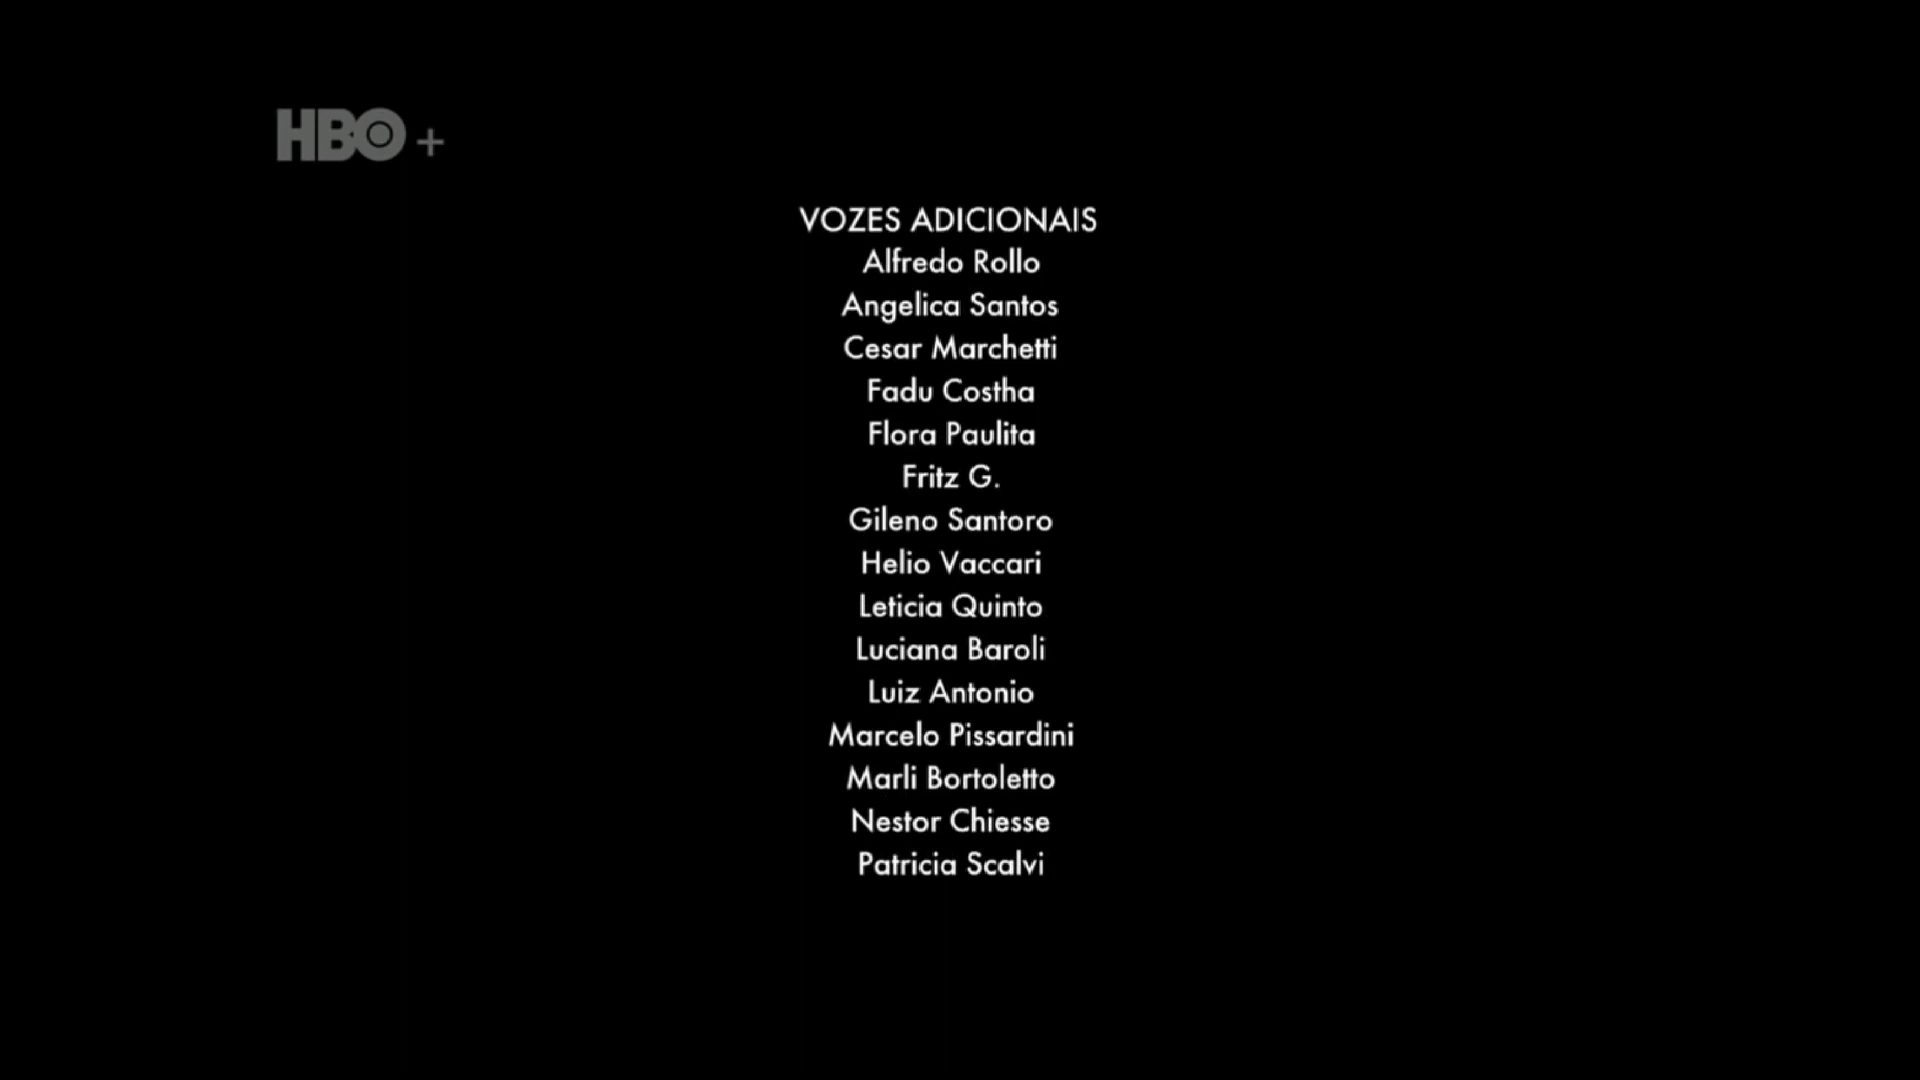 HBO +
VOZES ADICIONAIS
Alfredo Rollo
Angelica Santos
Cesar Marchetti
Fadu Costha
Flora Paulita
Fritz G.
Gileno Santoro
Helio Vaccari
Leticia Quinto
Luciana Baroli
Luiz Antonio
Marcelo Pissardini
Marli Bortoletto
Nestor Chiesse
Patricia Scalvi